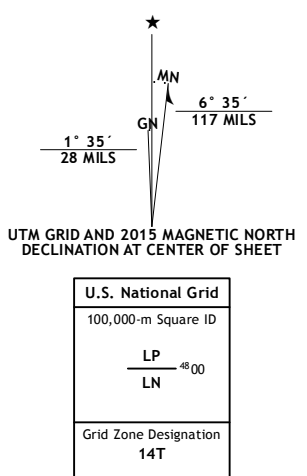 ★
MN
GN
6° 35´
117 MILS
1° 35´
28 MILS
UTM GRID AND 2015 MAGNETIC NORTH
DECLINATION AT CENTER OF SHEET
U.S. National Grid
100,000-m Square ID
LP
4800
LN
Grid Zone Designation
14T